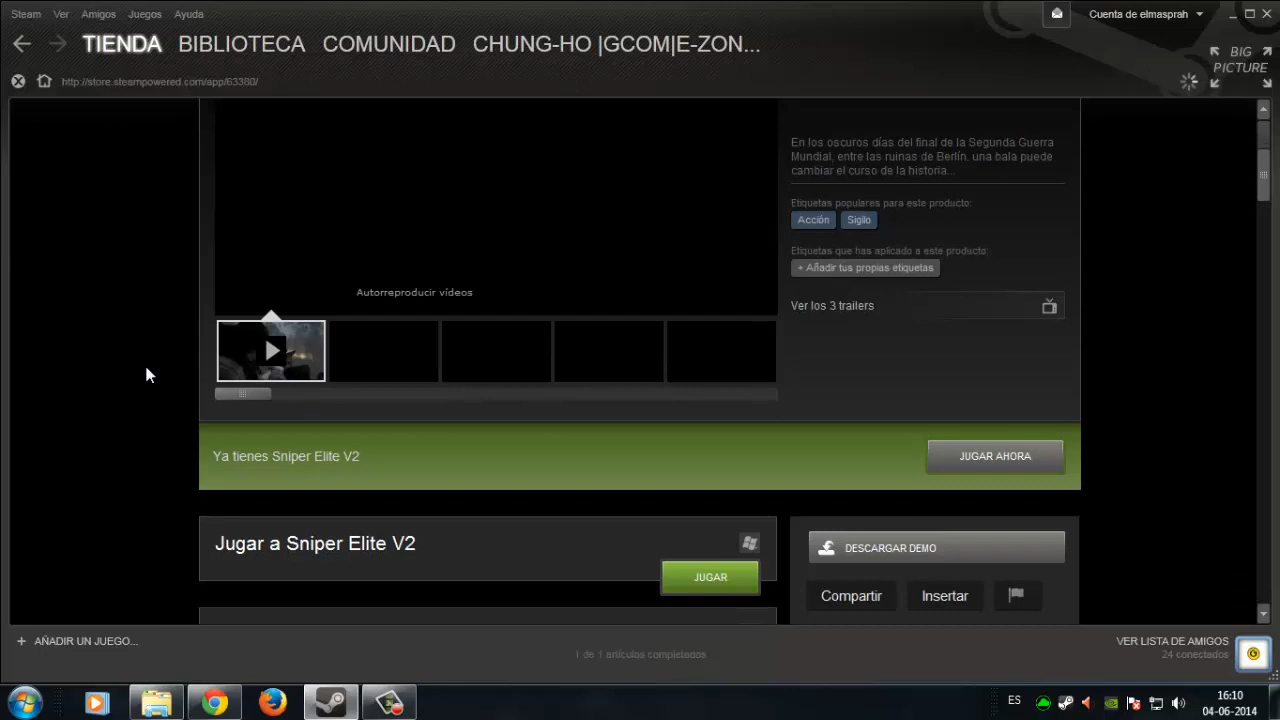 Steam Ver Amigos Juegos Ayuda
Cuenta de elmasprah
TIENDA BIBLIOTECA COMUNIDAD CHUNG-HO |GCOM|E-ZON...
BIG
PICTURE
http://store.steampowered.com/app/63380/
En los oscuros días del final de la Segunda Guerra
Mundial, entre las ruinas de Berlín, una bala puede
cambiar el curso de la historia...
Etiquetas populares para este producto:
Acción Sigilo
Etiquetas que has aplicado a este producto:
+ Añadir tus propias etiquetas
Autorreproducir vídeos
Ver los 3 trailers
Ya tienes Sniper Elite V2
JUGAR AHORA
Jugar a Sniper Elite V2
JUGAR
DESCARGAR DEMO
Compartir Insertar
+ AÑADIR UN JUEGO...
1 de 1 artículos completados
VER LISTA DE AMIGOS
24 conectados
ES
16:10
04-06-2014